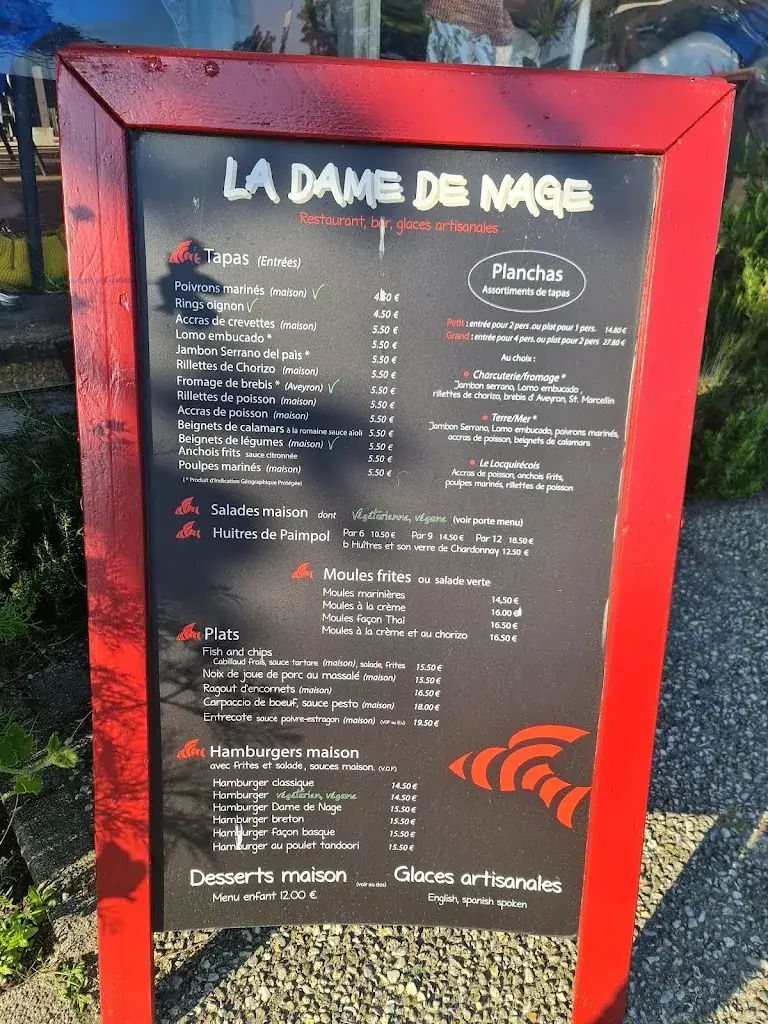 LA DAME DE NAGE
Restaurant, bar, glaces artisanales
Tapas (Entrées)
Poivrons marinés (maison) ✓ 4.50 €
Rings oignon ✓ 4.50 €
Accras de crevettes (maison) 5.50 €
Lomo embucado * 5.50 €
Jambon Serrano del païs * 5.50 €
Rillettes de Chorizo (maison) 5.50 €
Fromage de brebis * (Aveyron) ✓ 5.50 €
Rillettes de poisson (maison) 5.50 €
Accras de poisson (maison) 5.50 €
Beignets de calamars à la romaine sauce aïoli 5.50 €
Beignets de légumes (maison) ✓ 5.50 €
Anchois frits sauce citronnée 5.50 €
Poulpes marinés (maison) 5.50 €
( * Produit d'Indication Géographique Protégée)
Planchas
Assortiments de tapas
Petit : entrée pour 2 pers .ou plat pour 1 pers. 14.80 €
Grand : entrée pour 4 pers. ou plat pour 2 pers 27.80 €
Au choix :
Charcuterie/fromage *
Jambon serrano, Lomo embucado ,
rillettes de chorizo, brebis d' Aveyron, St. Marcellin
Terre/Mer *
Jambon Serrano, Lomo embucada, poivrons marinés,
accras de poisson, beignets de calamars
Le Locquirécois
Accras de poisson, anchois frits,
poulpes marinés, rillettes de poisson
Salades maison dont Végétarienne, végane (voir porte menu)
Huitres de Paimpol Par 6 10.50 € Par 9 14.50 € Par 12 18.50 €
6 Huîtres et son verre de Chardonnay 12.50 €
Moules frites ou salade verte
Moules marinières 14,50 €
Moules à la crème 16.00 €
Moules façon Thaï 16.50 €
Moules à la crème et au chorizo 16.50 €
Plats
Fish and chips
Cabillaud frais, sauce tartare (maison), salade, frites 15.50 €
Noix de joue de porc au massalé (maison) 15.50 €
Ragout d'encornets (maison) 16.50 €
Carpaccio de boeuf, sauce pesto (maison) 18.00 €
Entrecote sauce poivre-estragon (maison) 19.50 €
Hamburgers maison
avec frites et salade, sauces maison. (V.O.F)
Hamburger classique 14.50 €
Hamburger végétarien, végane 14.50 €
Hamburger Dame de Nage 15.50 €
Hamburger breton 15.50 €
Hamburger façon basque 15.50 €
Hamburger au poulet tandoori 15.50 €
Desserts maison (voir au dos) Glaces artisanales
Menu enfant 12.00 €
English, spanish spoken